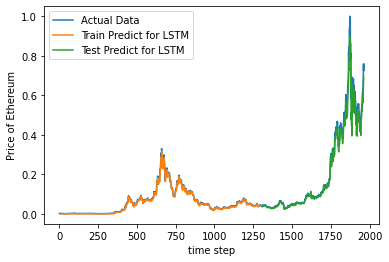 Actual Data
Train Predict for LSTM
Test Predict for LSTM
Price of Ethereum
1.0
0.8
0.6
0.4
0.2
0.0
0 250 500 750 1000 1250 1500 1750 2000
time step